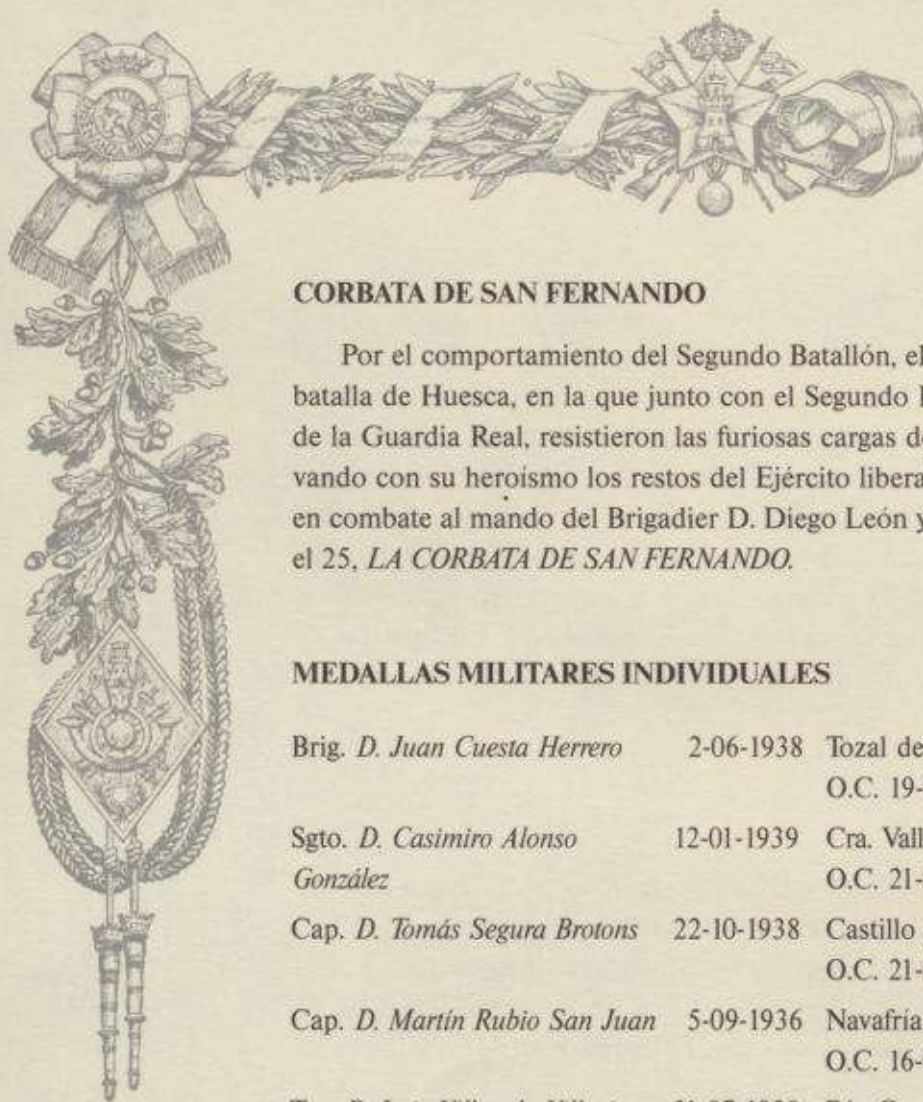 CORBATA DE SAN FERNANDO
Por el comportamiento del Segundo Batallón, el
batalla de Huesca, en la que junto con el Segundo
de la Guardia Real, resistieron las furiosas cargas
vando con su heroísmo los restos del Ejército libera
en combate al mando del Brigadier D. Diego León y
el 25, LA CORBATA DE SAN FERNANDO.
MEDALLAS MILITARES INDIVIDUALES
Brig. D. Juan Cuesta Herrero 2-06-1938 Tozal de
O.C. 19-
Sgto. D. Casimiro Alonso 12-01-1939 Cra. Vall
González O.C. 21-
Cap. D. Tomás Segura Brotons 22-10-1938 Castillo
O.C. 21-
Cap. D. Martín Rubio San Juan 5-09-1936 Navafría
O.C. 16-